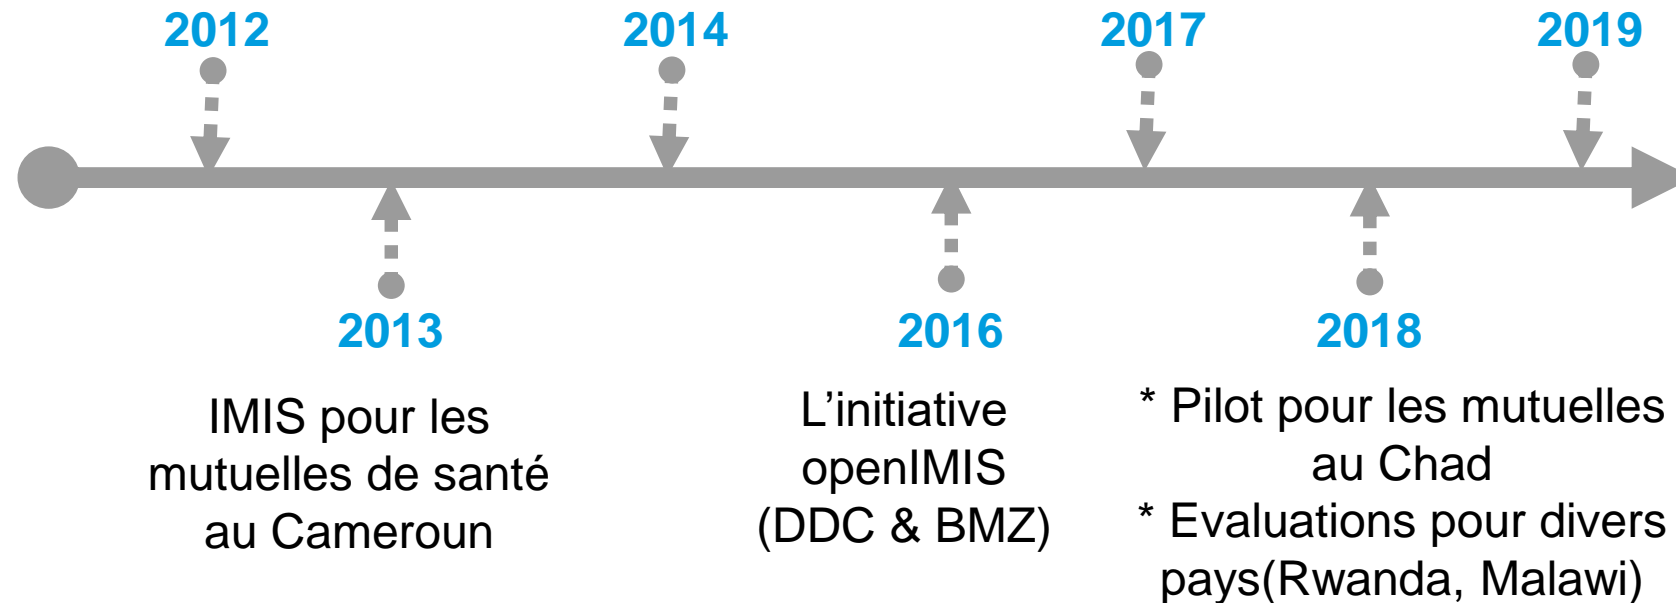 2012
2014
2017
2019
2013
2016
2018
IMIS pour les
mutuelles de santé
au Cameroun
L’initiative
openIMIS
(DDC & BMZ)
* Pilot pour les mutuelles
au Chad
* Evaluations pour divers
pays(Rwanda, Malawi)